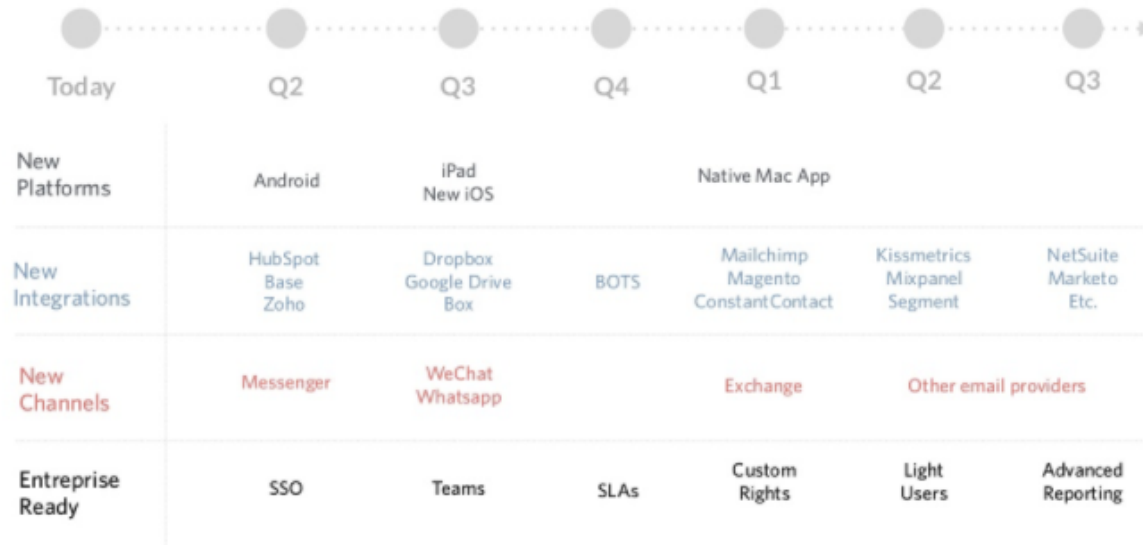 Today Q2 Q3 Q4 Q1 Q2 Q3
New
Platforms
Android
iPad
New iOS
Native Mac App
New
Integrations
HubSpot
Base
Zoho
Dropbox
Google Drive
Box
BOTS
Mailchimp
Magento
ConstantContact
Kissmetrics
Mixpanel
Segment
NetSuite
Marketo
Etc.
New
Channels
Messenger
WeChat
Whatsapp
Exchange
Other email providers
Entreprise
Ready
SSO
Teams
SLAs
Custom
Rights
Light
Users
Advanced
Reporting